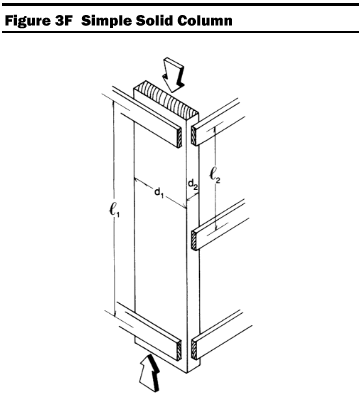 Figure 3F Simple Solid Column
d₁
d₂
ℓ₂
ℓ₁